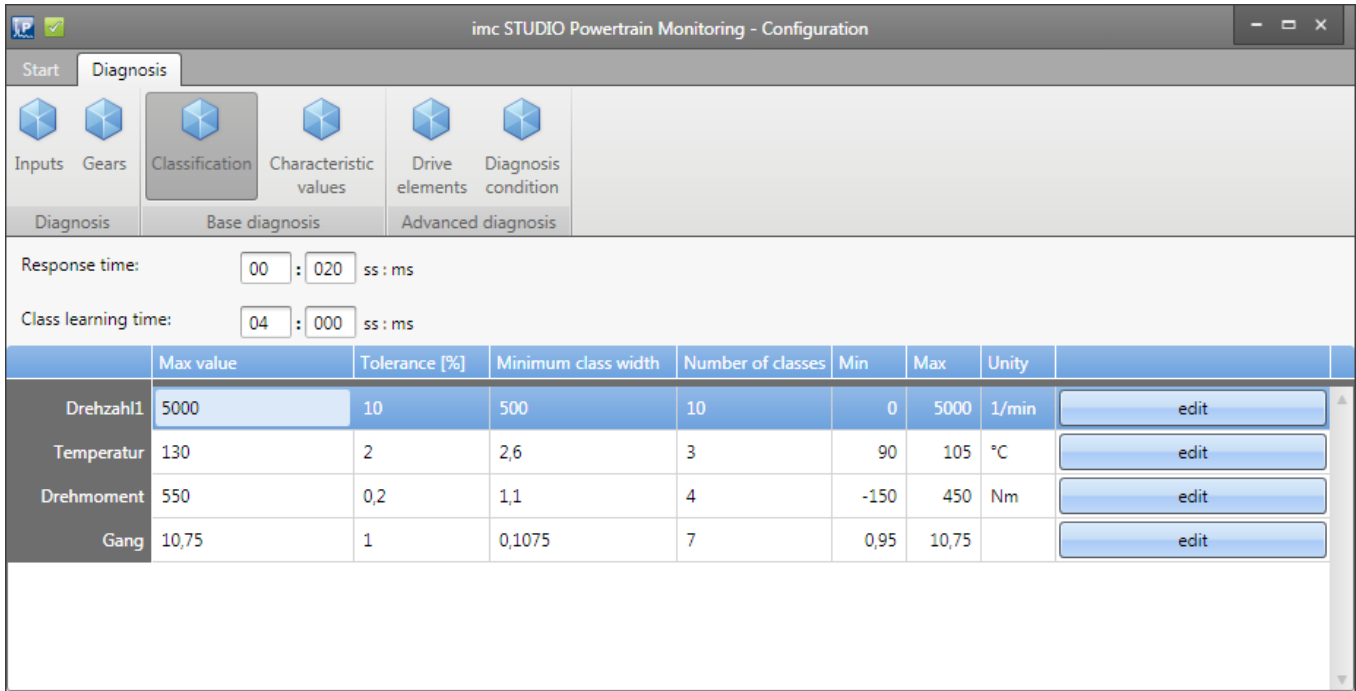 imc STUDIO Powertrain Monitoring - Configuration
Start Diagnosis
Inputs Gears Classification Characteristic values Drive elements Diagnosis condition
Diagnosis Base diagnosis Advanced diagnosis
Response time: 00 : 020 ss : ms
Class learning time: 04 : 000 ss : ms
Max value Tolerance [%] Minimum class width Number of classes Min Max Unity
Drehzahl1 5000 10 500 10 0 5000 1/min edit
Temperatur 130 2 2,6 3 90 105 °C edit
Drehmoment 550 0,2 1,1 4 -150 450 Nm edit
Gang 10,75 1 0,1075 7 0,95 10,75 edit